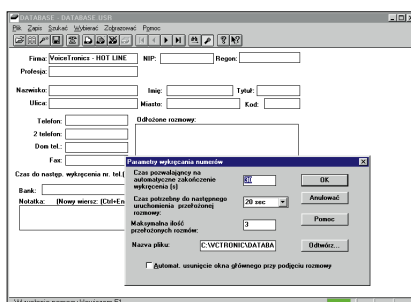 DATABASE - DATABASE.USB
Plik Zapis Szukać Wybierać Zobrazować Pomoc
Firma: VoiceTronics - HOT LINE NIP: Regon:
Profesja:
Nazwisko: Imię: Tytuł:
Ulica: Miasto: Kod:
Telefon: Odłożone rozmowy:
2 telefon:
Dom tel.:
Fax:
Czas do następ. wykręcenia nr. tel.(
Bank:
Notatka: (Nowy wiersz: (Ctrl+En
Parametry wykręcania numerów
Czas pozwalający na
automatyczne zakończenie
wykręcenia (s)
30
OK
Czas potrzebny do następnego
uruchomienia przełożonej
rozmowy:
20 sec
Anulować
Maksymalna ilość
przełożonych rozmów:
3
Pomoc
Nazwa pliku: C:\VCTRONIC\DATABA
Odtwórz...
Automat. usunięcie okna głównego przy podjęciu rozmowy